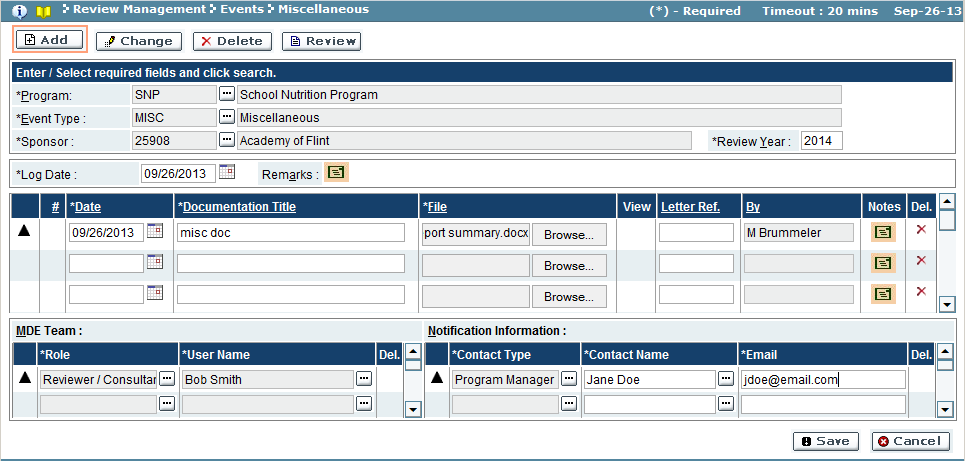 Review Management > Events > Miscellaneous (*) - Required Timeout : 20 mins Sep-26-13
Add Change Delete Review
Enter / Select required fields and click search.
*Program: SNP ... School Nutrition Program
*Event Type : MISC ... Miscellaneous
*Sponsor : 25908 ... Academy of Flint *Review Year : 2014
*Log Date : 09/26/2013 Remarks :
# *Date *Documentation Title *File View Letter Ref. By Notes Del.
09/26/2013 misc doc port summary.docx Browse... M Brummeler
Browse...
Browse...
MDE Team : Notification Information :
*Role *User Name Del. *Contact Type *Contact Name *Email Del.
Reviewer / Consultan ... Bob Smith ... Program Manager ... Jane Doe ... jdoe@email.com
... ... ... ...
Save Cancel